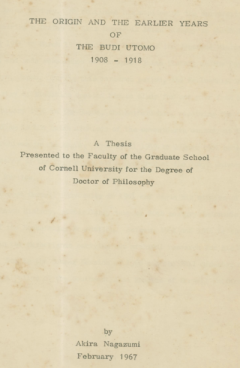 THE ORIGIN AND THE EARLIER YEARS
OF
THE BUDI UTOMO
1908 - 1918
A Thesis
Presented to the Faculty of the Graduate School
of Cornell University for the Degree of
Doctor of Philosophy
by
Akira Nagazumi
February 1967